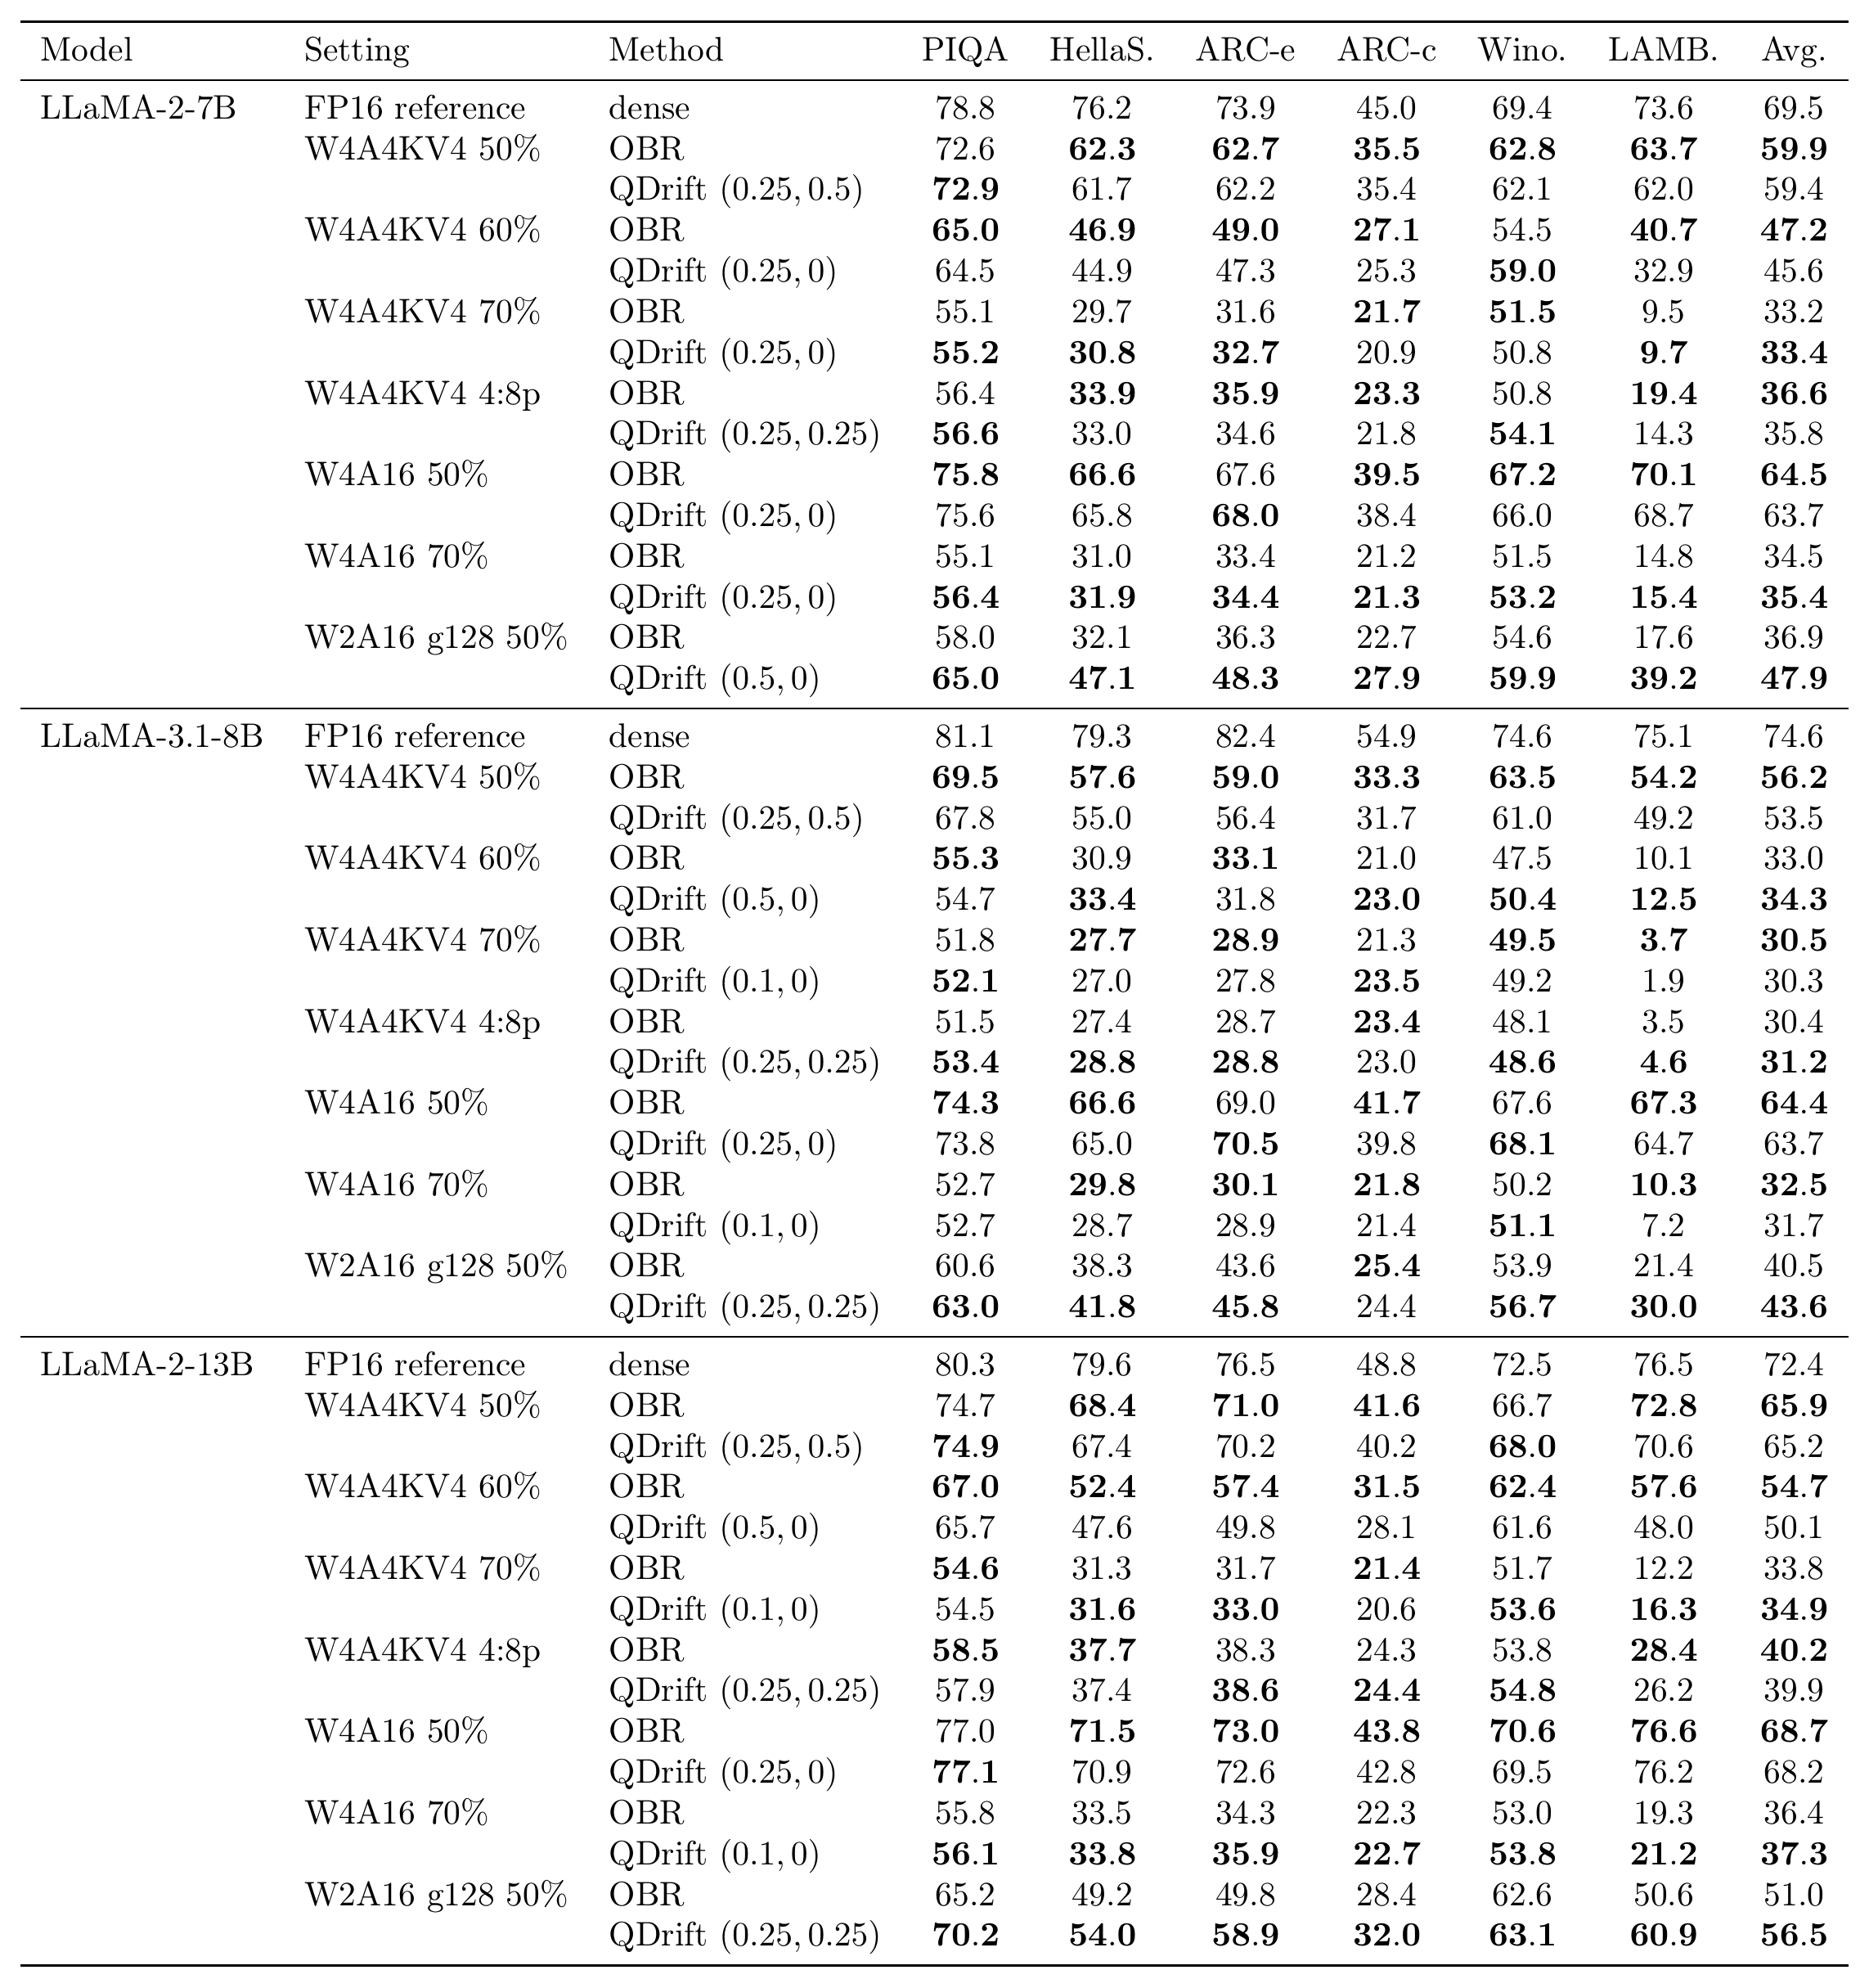 Model Setting Method PIQA HellaS. ARC-e ARC-c Wino. LAMB. Avg.
LLaMA-2-7B FP16 reference dense 78.8 76.2 73.9 45.0 69.4 73.6 69.5
W4A4KV4 50% OBR 72.6 62.3 62.7 35.5 62.8 63.7 59.9
QDrift (0.25, 0.5) 72.9 61.7 62.2 35.4 62.1 62.0 59.4
W4A4KV4 60% OBR 65.0 46.9 49.0 27.1 54.5 40.7 47.2
QDrift (0.25, 0) 64.5 44.9 47.3 25.3 59.0 32.9 45.6
W4A4KV4 70% OBR 55.1 29.7 31.6 21.7 51.5 9.5 33.2
QDrift (0.25, 0) 55.2 30.8 32.7 20.9 50.8 9.7 33.4
W4A4KV4 4:8p OBR 56.4 33.9 35.9 23.3 50.8 19.4 36.6
QDrift (0.25, 0.25) 56.6 33.0 34.6 21.8 54.1 14.3 35.8
W4A16 50% OBR 75.8 66.6 67.6 39.5 67.2 70.1 64.5
QDrift (0.25, 0) 75.6 65.8 68.0 38.4 66.0 68.7 63.7
W4A16 70% OBR 55.1 31.0 33.4 21.2 51.5 14.8 34.5
QDrift (0.25, 0) 56.4 31.9 34.4 21.3 53.2 15.4 35.4
W2A16 g128 50% OBR 58.0 32.1 36.3 22.7 54.6 17.6 36.9
QDrift (0.5, 0) 65.0 47.1 48.3 27.9 59.9 39.2 47.9
LLaMA-3.1-8B FP16 reference dense 81.1 79.3 82.4 54.9 74.6 75.1 74.6
W4A4KV4 50% OBR 69.5 57.6 59.0 33.3 63.5 54.2 56.2
QDrift (0.25, 0.5) 67.8 55.0 56.4 31.7 61.0 49.2 53.5
W4A4KV4 60% OBR 55.3 30.9 33.1 21.0 47.5 10.1 33.0
QDrift (0.5, 0) 54.7 33.4 31.8 23.0 50.4 12.5 34.3
W4A4KV4 70% OBR 51.8 27.7 28.9 21.3 49.5 3.7 30.5
QDrift (0.1, 0) 52.1 27.0 27.8 23.5 49.2 1.9 30.3
W4A4KV4 4:8p OBR 51.5 27.4 28.7 23.4 48.1 3.5 30.4
QDrift (0.25, 0.25) 53.4 28.8 28.8 23.0 48.6 4.6 31.2
W4A16 50% OBR 74.3 66.6 69.0 41.7 67.6 67.3 64.4
QDrift (0.25, 0) 73.8 65.0 70.5 39.8 68.1 64.7 63.7
W4A16 70% OBR 52.7 29.8 30.1 21.8 50.2 10.3 32.5
QDrift (0.1, 0) 52.7 28.7 28.9 21.4 51.1 7.2 31.7
W2A16 g128 50% OBR 60.6 38.3 43.6 25.4 53.9 21.4 40.5
QDrift (0.25, 0.25) 63.0 41.8 45.8 24.4 56.7 30.0 43.6
LLaMA-2-13B FP16 reference dense 80.3 79.6 76.5 48.8 72.5 76.5 72.4
W4A4KV4 50% OBR 74.7 68.4 71.0 41.6 66.7 72.8 65.9
QDrift (0.25, 0.5) 74.9 67.4 70.2 40.2 68.0 70.6 65.2
W4A4KV4 60% OBR 67.0 52.4 57.4 31.5 62.4 57.6 54.7
QDrift (0.5, 0) 65.7 47.6 49.8 28.1 61.6 48.0 50.1
W4A4KV4 70% OBR 54.6 31.3 31.7 21.4 51.7 12.2 33.8
QDrift (0.1, 0) 54.5 31.6 33.0 20.6 53.6 16.3 34.9
W4A4KV4 4:8p OBR 58.5 37.7 38.3 24.3 53.8 28.4 40.2
QDrift (0.25, 0.25) 57.9 37.4 38.6 24.4 54.8 26.2 39.9
W4A16 50% OBR 77.0 71.5 73.0 43.8 70.6 76.6 68.7
QDrift (0.25, 0) 77.1 70.9 72.6 42.8 69.5 76.2 68.2
W4A16 70% OBR 55.8 33.5 34.3 22.3 53.0 19.3 36.4
QDrift (0.1, 0) 56.1 33.8 35.9 22.7 53.8 21.2 37.3
W2A16 g128 50% OBR 65.2 49.2 49.8 28.4 62.6 50.6 51.0
QDrift (0.25, 0.25) 70.2 54.0 58.9 32.0 63.1 60.9 56.5